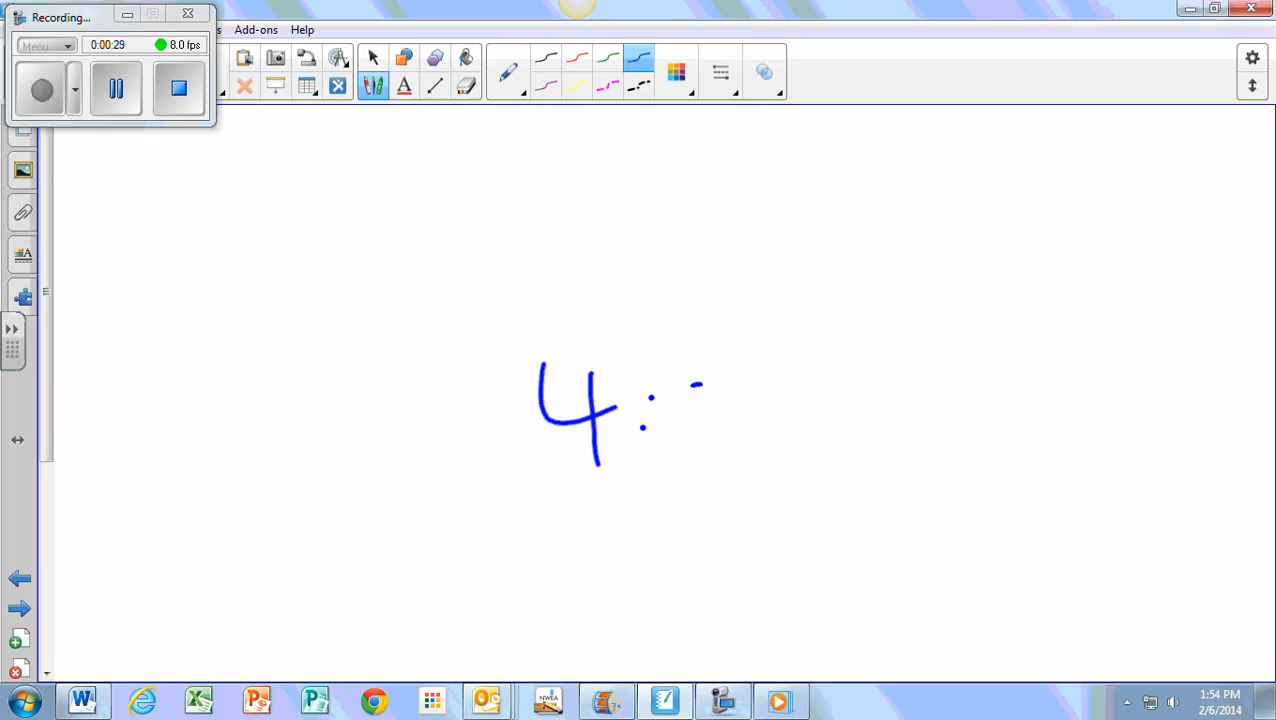 Recording...
Add-ons Help
Menu 0:00:29 8.0 fps
4:
1:54 PM
2/6/2014